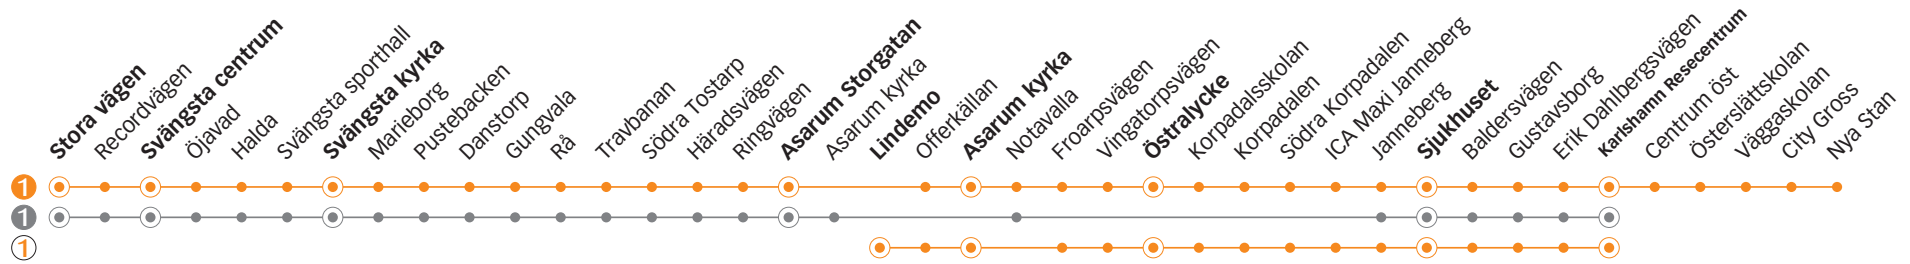 Stora vägen
Recordvägen
Svängsta centrum
Öjavad
Halda
Svängsta sporthall
Svängsta kyrka
Marieborg
Pustebacken
Danstorp
Gungvala
Rå
Travbanan
Södra Tostarp
Häradsvägen
Ringvägen
Asarum Storgatan
Asarum Kyrka
Lindemo
Offerkällan
Asarum kyrka
Notavalla
Froarpsvägen
Vingatorpsvägen
Östralycke
Korpadalsskolan
Korpadalen
Södra Korpadalen
ICA Maxi Janneberg
Janneberg
Sjukhuset
Baldersvägen
Gustavsborg
Erik Dahlbergsvägen
Karlshamn Resecentrum
Centrum öst
Österslättskolan
Väggaskolan
City Gross
Nya Stan
1
1
1